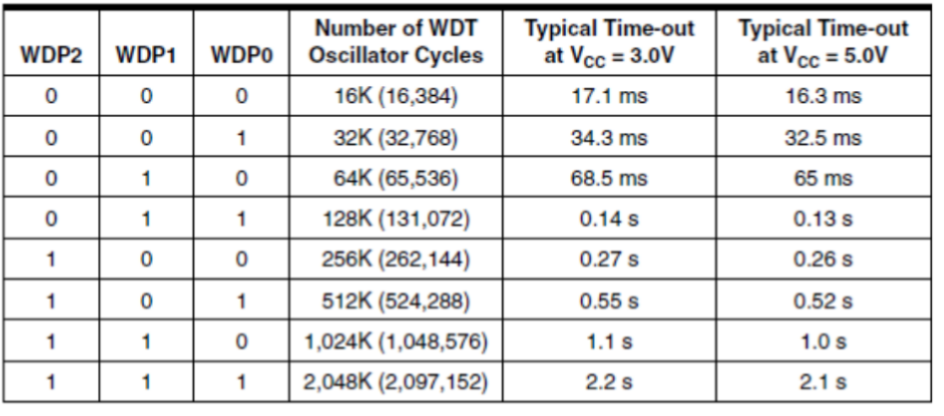 WDP2 WDP1 WDP0 Number of WDT Oscillator Cycles Typical Time-out at VCC = 3.0V Typical Time-out at VCC = 5.0V
0 0 0 16K (16,384) 17.1 ms 16.3 ms
0 0 1 32K (32,768) 34.3 ms 32.5 ms
0 1 0 64K (65,536) 68.5 ms 65 ms
0 1 1 128K (131,072) 0.14 s 0.13 s
1 0 0 256K (262,144) 0.27 s 0.26 s
1 0 1 512K (524,288) 0.55 s 0.52 s
1 1 0 1,024K (1,048,576) 1.1 s 1.0 s
1 1 1 2,048K (2,097,152) 2.2 s 2.1 s